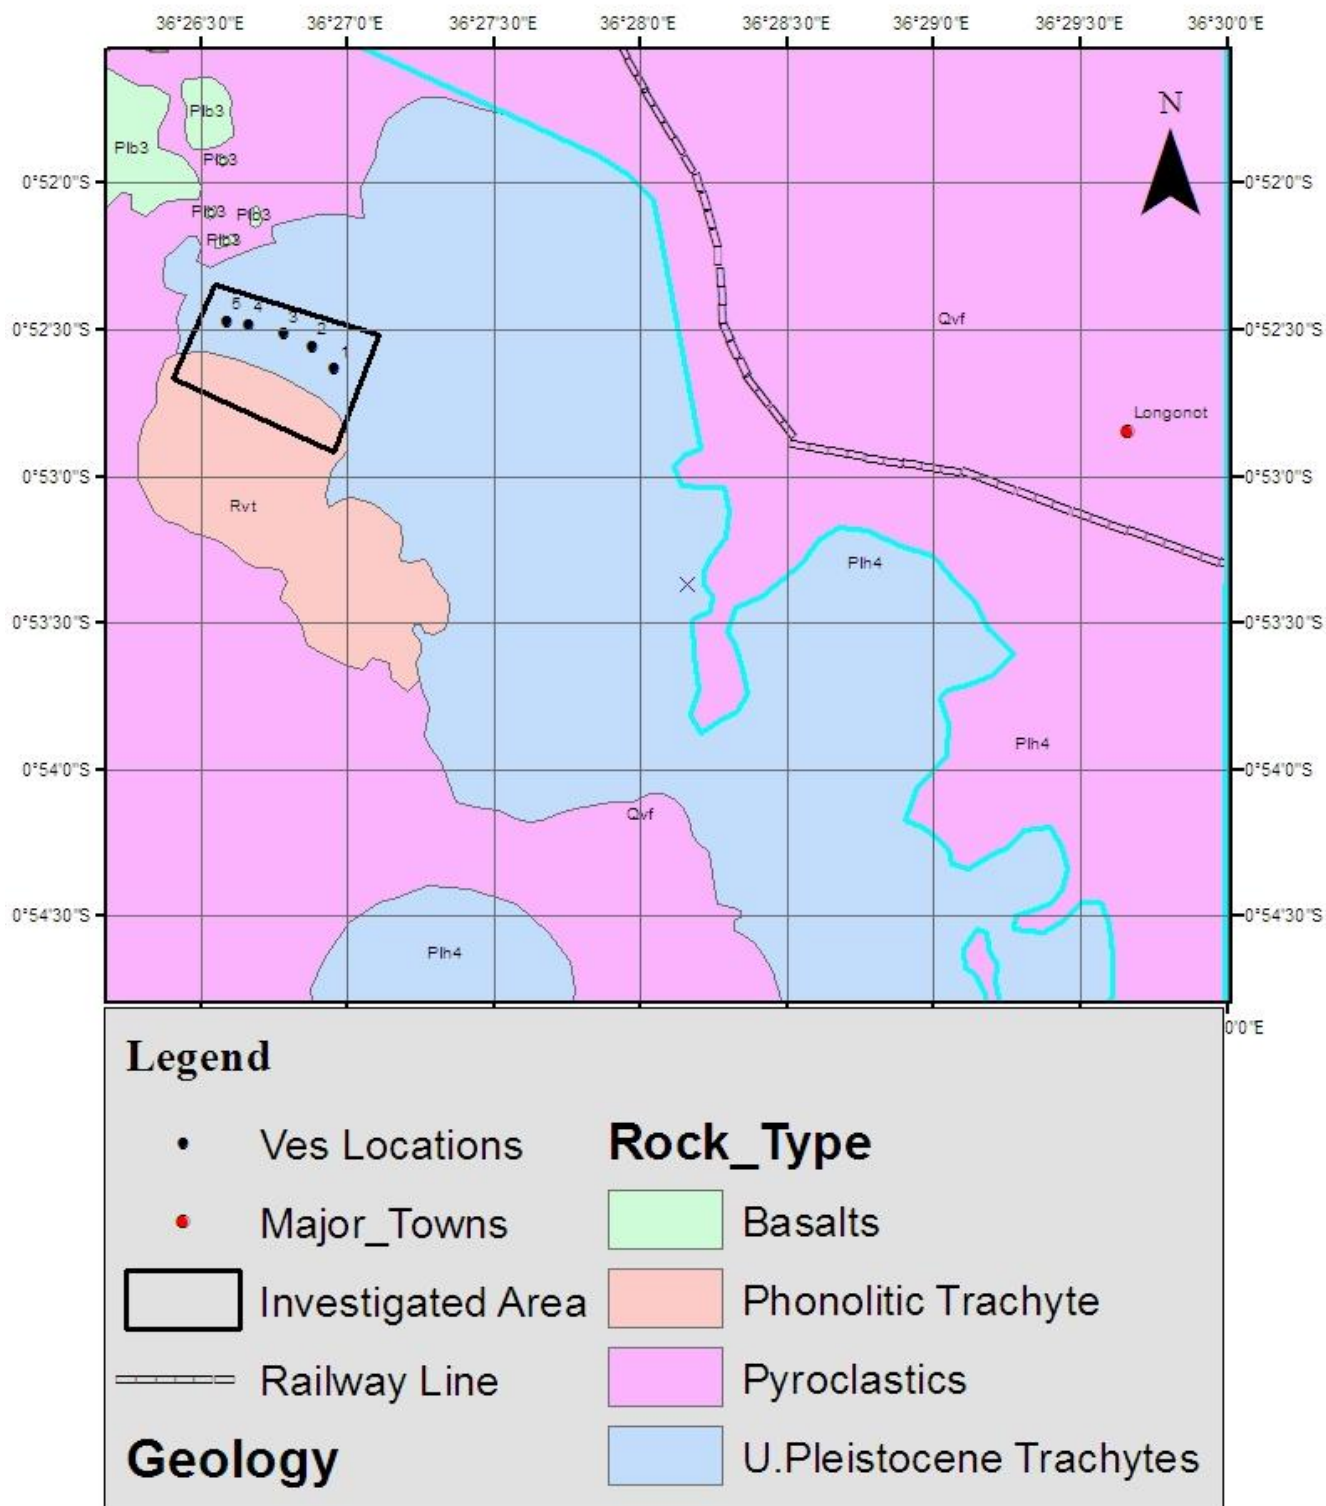 36°26'30"E 36°27'0"E 36°27'30"E 36°28'0"E 36°28'30"E 36°29'0"E 36°29'30"E 36°30'0"E
N
Plb3
Plb3
Plb3
0°52'0"S 0°52'0"S
Plb3 Plb3
Plb3
5 4 3 2 1
Qvf
0°52'30"S 0°52'30"S
Longonot
0°53'0"S 0°53'0"S
Rvt
Plh4
0°53'30"S 0°53'30"S
Plh4
0°54'0"S 0°54'0"S
Qvf
0°54'30"S 0°54'30"S
Plh4
0'0"E
Legend
Ves Locations
Major_Towns
Investigated Area
Railway Line
Geology
Rock_Type
Basalts
Phonolitic Trachyte
Pyroclastics
U.Pleistocene Trachytes